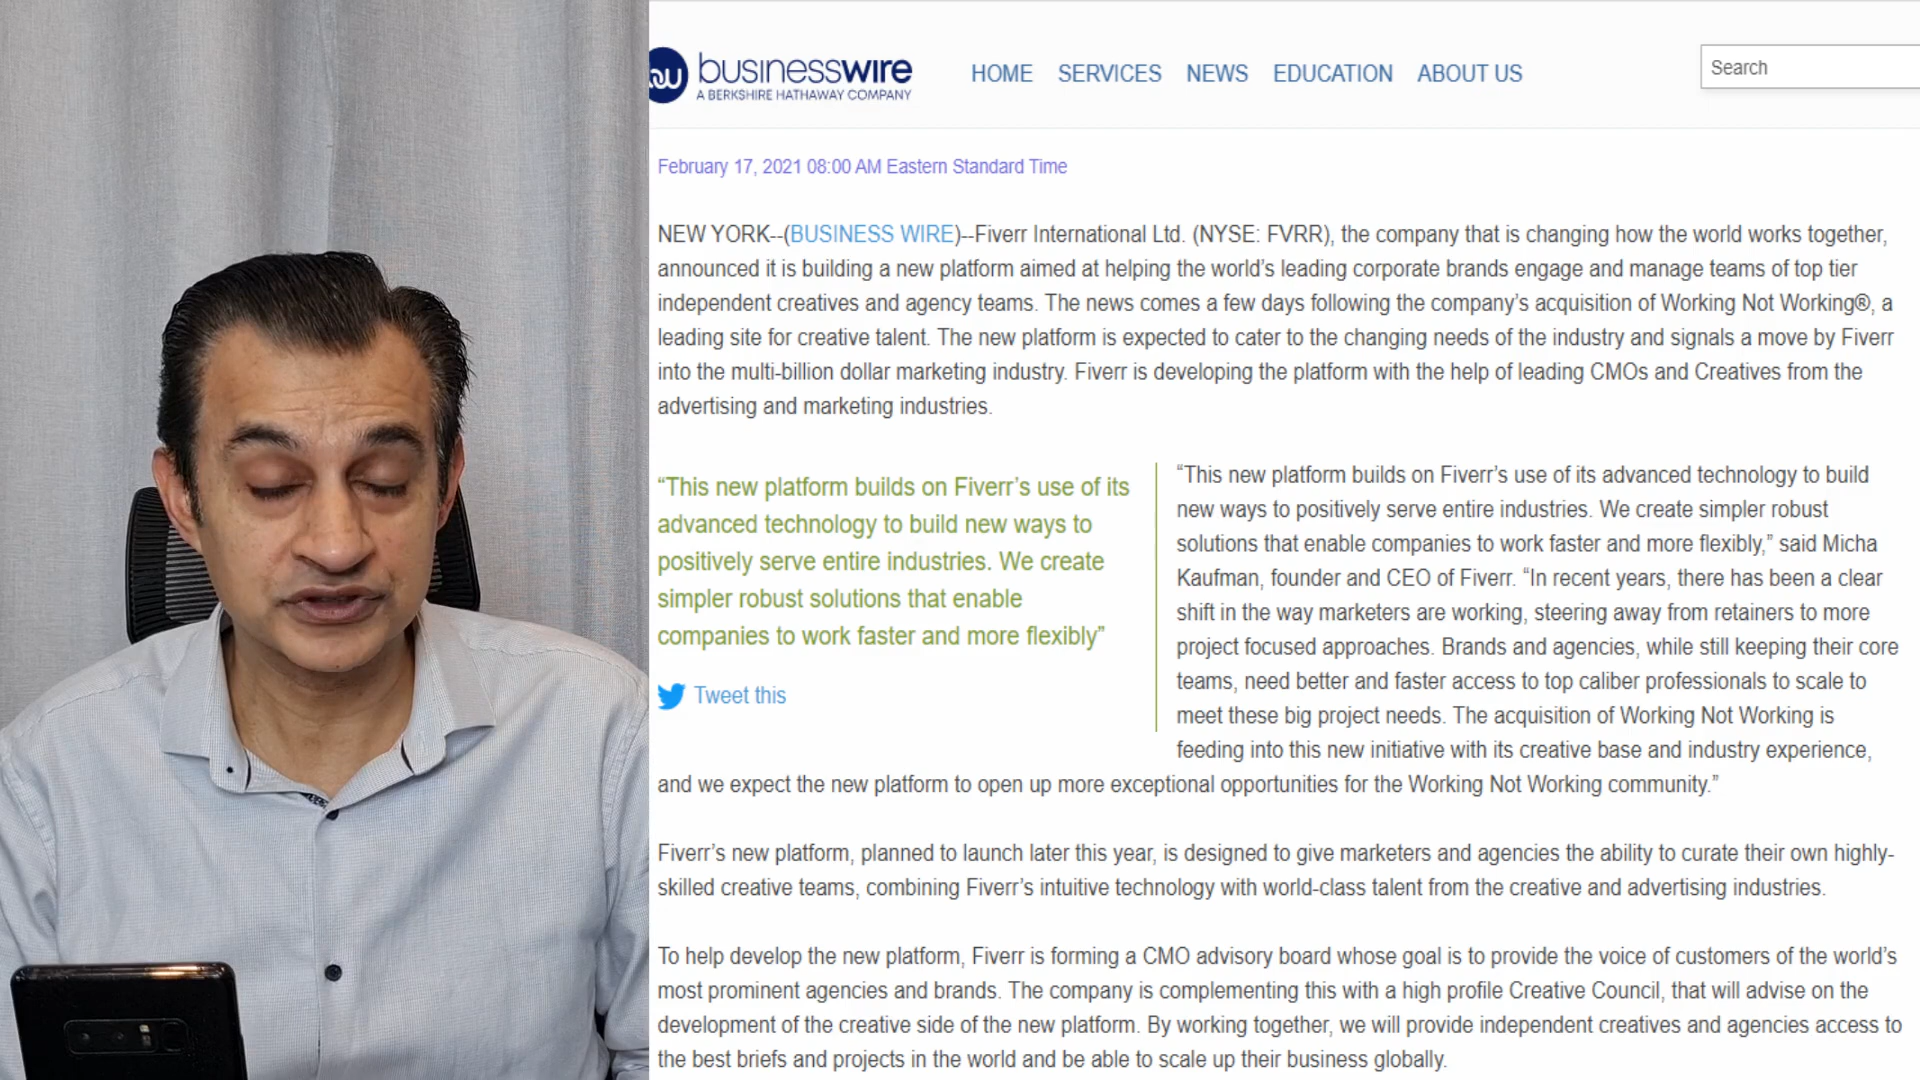 businesswire
A BERKSHIRE HATHAWAY COMPANY
HOME SERVICES NEWS EDUCATION ABOUT US
Search
February 17, 2021 08:00 AM Eastern Standard Time
NEW YORK--(BUSINESS WIRE)--Fiverr International Ltd. (NYSE: FVRR), the company that is changing how the world works together,
announced it is building a new platform aimed at helping the world’s leading corporate brands engage and manage teams of top tier
independent creatives and agency teams. The news comes a few days following the company’s acquisition of Working Not Working®, a
leading site for creative talent. The new platform is expected to cater to the changing needs of the industry and signals a move by Fiverr
into the multi-billion dollar marketing industry. Fiverr is developing the platform with the help of leading CMOs and Creatives from the
advertising and marketing industries.
“This new platform builds on Fiverr’s use of its
advanced technology to build new ways to
positively serve entire industries. We create
simpler robust solutions that enable
companies to work faster and more flexibly”
Tweet this
“This new platform builds on Fiverr’s use of its advanced technology to build
new ways to positively serve entire industries. We create simpler robust
solutions that enable companies to work faster and more flexibly,” said Micha
Kaufman, founder and CEO of Fiverr. “In recent years, there has been a clear
shift in the way marketers are working, steering away from retainers to more
project focused approaches. Brands and agencies, while still keeping their core
teams, need better and faster access to top caliber professionals to scale to
meet these big project needs. The acquisition of Working Not Working is
feeding into this new initiative with its creative base and industry experience,
and we expect the new platform to open up more exceptional opportunities for the Working Not Working community.”
Fiverr’s new platform, planned to launch later this year, is designed to give marketers and agencies the ability to curate their own highly-
skilled creative teams, combining Fiverr’s intuitive technology with world-class talent from the creative and advertising industries.
To help develop the new platform, Fiverr is forming a CMO advisory board whose goal is to provide the voice of customers of the world’s
most prominent agencies and brands. The company is complementing this with a high profile Creative Council, that will advise on the
development of the creative side of the new platform. By working together, we will provide independent creatives and agencies access to
the best briefs and projects in the world and be able to scale up their business globally.